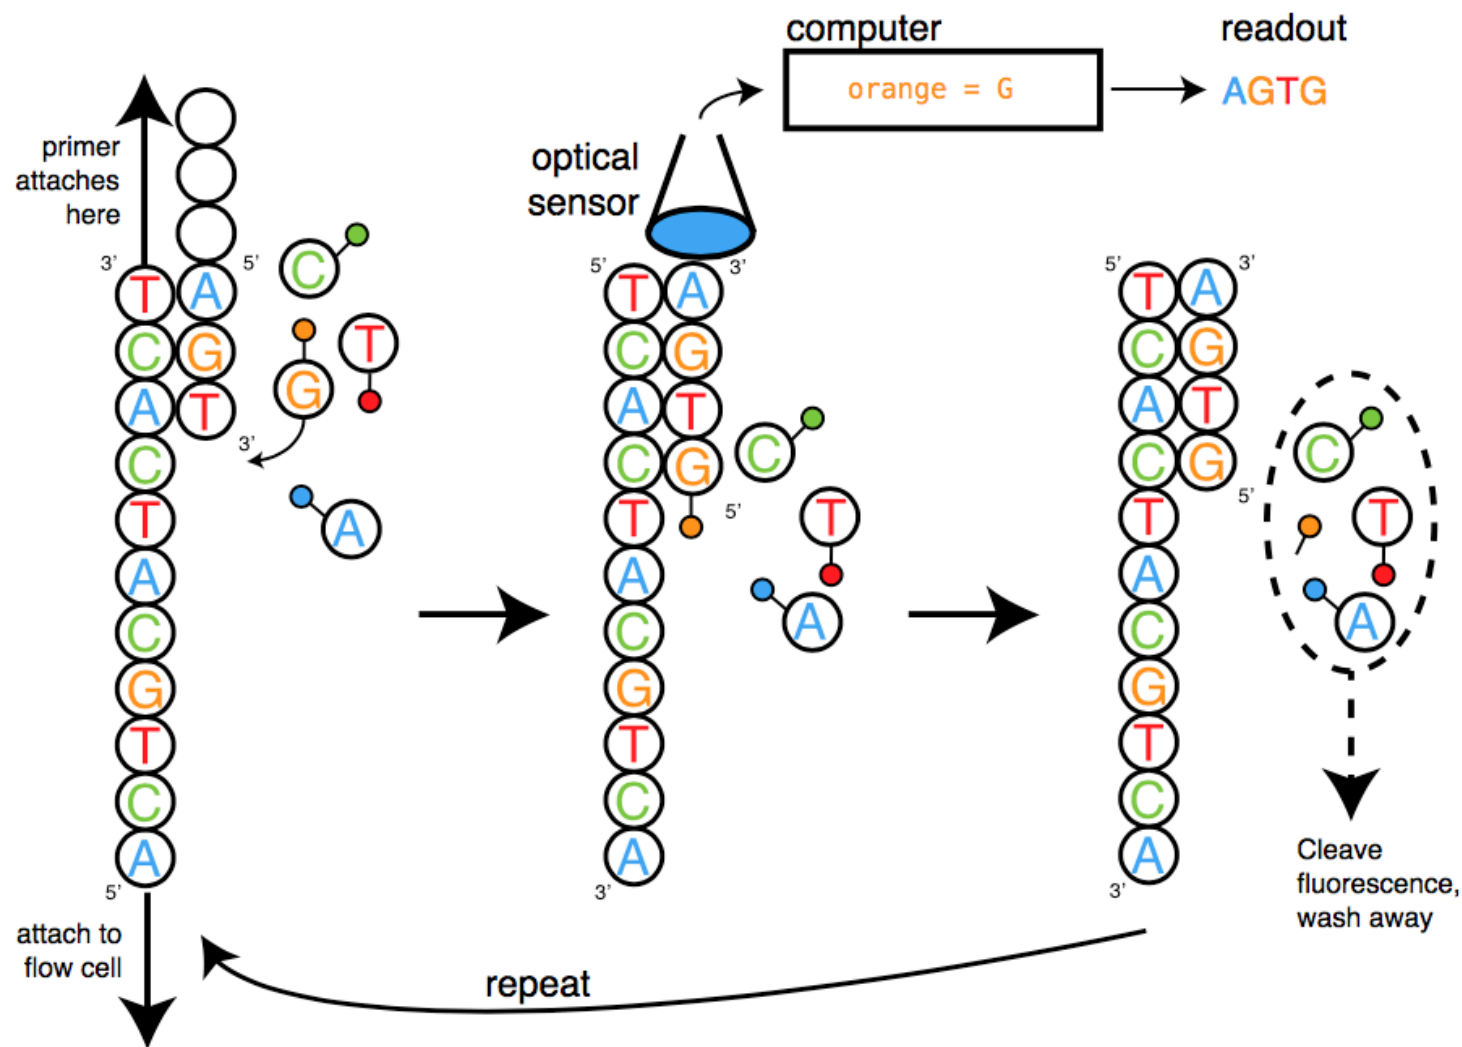 computer
readout
orange = G
AGTG
primer
attaches
here
optical
sensor
3’
5’
T A
C G
A T
C
T
A
C
G
T
C
A
3’
5’
C
G
T
A
5’
3’
T A
C G
A T
C G
T
A
C
G
T
C
A
5’
3’
C
T
A
5’
3’
T A
C G
A T
C G
T
A
C
G
T
C
A
5’
3’
C
T
A
attach to
flow cell
repeat
Cleave
fluorescence,
wash away